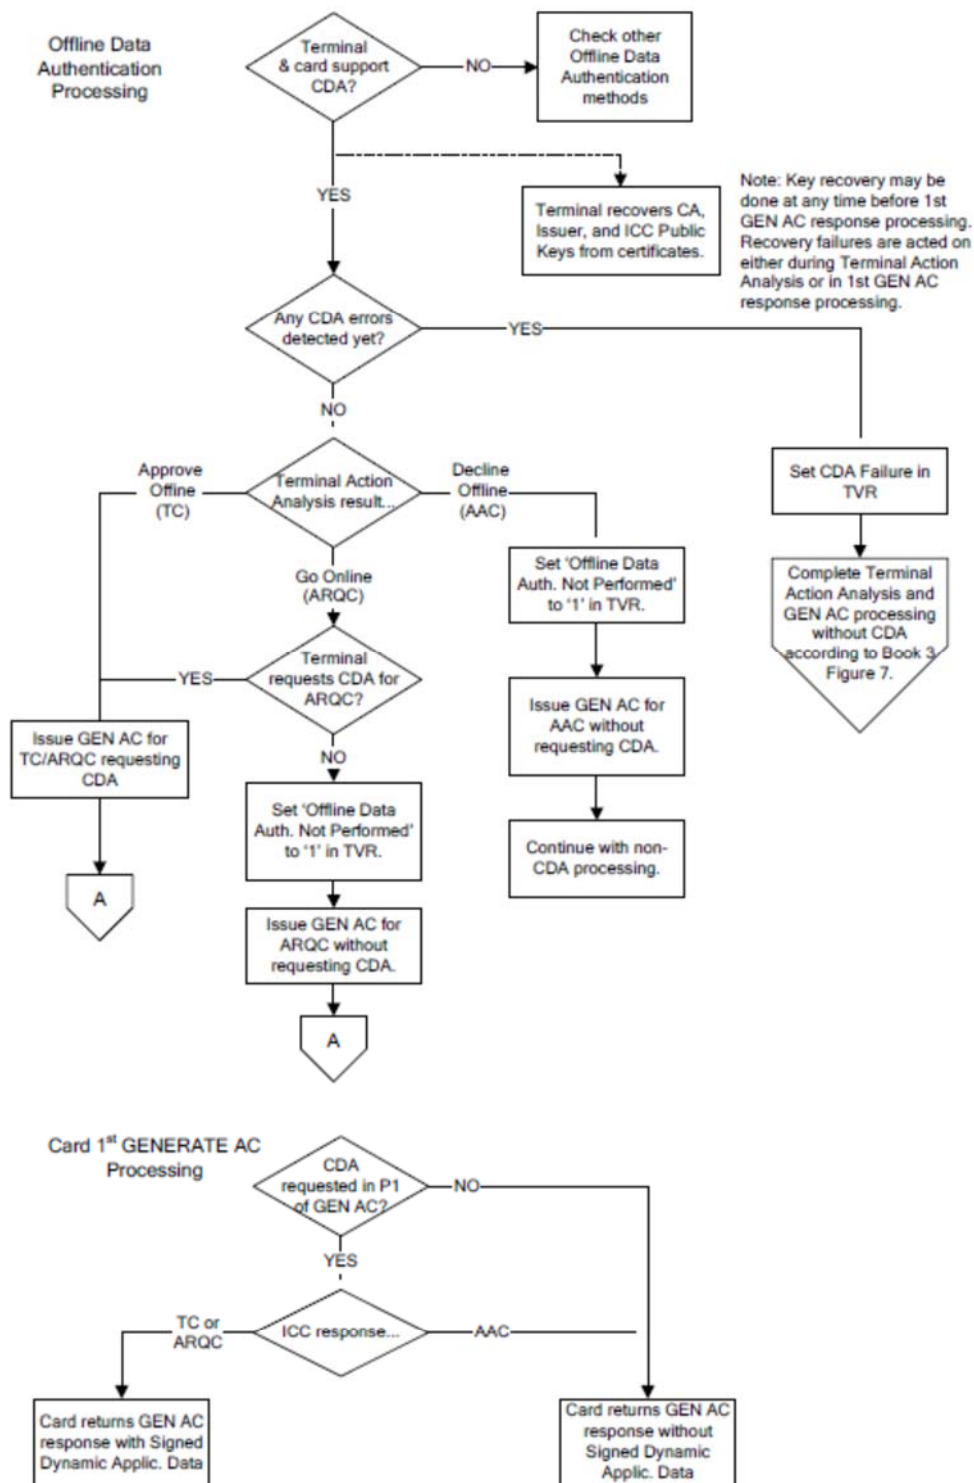 Offline Data
Authentication
Processing
Terminal
& card support
CDA?
NO
Check other
Offline Data
Authentication
methods
YES
Terminal recovers CA,
Issuer, and ICC Public
Keys from certificates.
Note: Key recovery may be
done at any time before 1st
GEN AC response processing.
Recovery failures are acted on
either during Terminal Action
Analysis or in 1st GEN AC
response processing.
Any CDA errors
detected yet?
YES
NO
Set CDA Failure in
TVR
Complete Terminal
Action Analysis and
GEN AC processing
without CDA
according to Book 3
Figure 7.
Approve
Offine
(TC)
Terminal Action
Analysis result...
Decline
Offline
(AAC)
Go Online
(ARQC)
Set 'Offline Data
Auth. Not Performed'
to '1' in TVR.
Terminal
requests CDA for
ARQC?
YES
NO
Issue GEN AC for
TC/ARQC requesting
CDA
A
Issue GEN AC for
AAC without
requesting CDA.
Continue with non-
CDA processing.
Set 'Offline Data
Auth. Not Performed'
to '1' in TVR.
Issue GEN AC for
ARQC without
requesting CDA.
A
Card 1st GENERATE AC
Processing
CDA
requested in P1
of GEN AC?
NO
YES
ICC response...
TC or
ARQC
AAC
Card returns GEN AC
response with Signed
Dynamic Applic. Data
Card returns GEN AC
response without
Signed Dynamic
Applic. Data